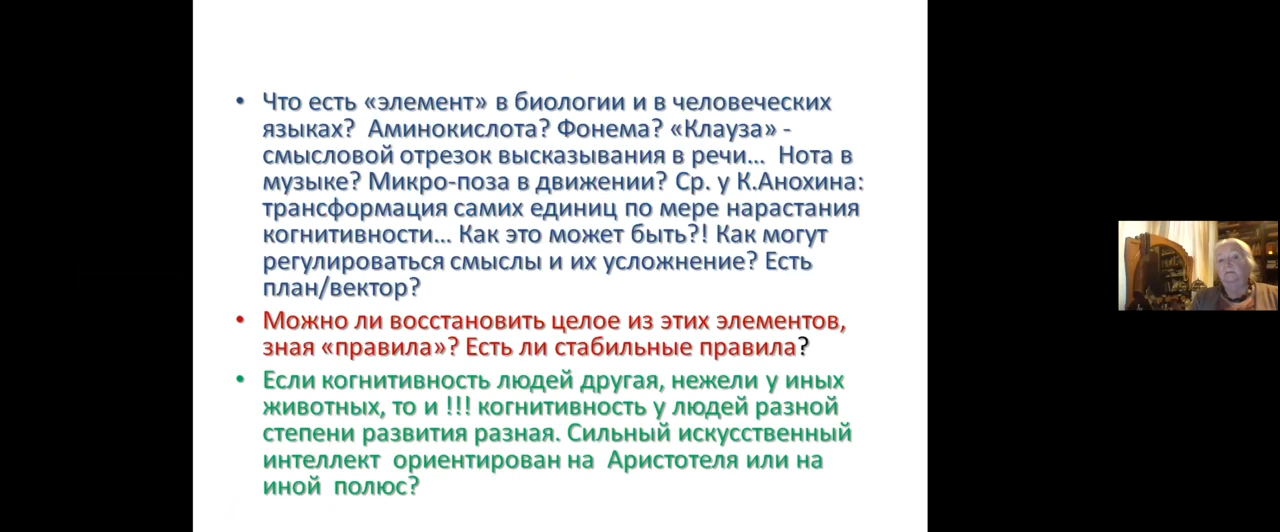 • Что есть «элемент» в биологии и в человеческих
языках?  Аминокислота? Фонема? «Клауза» -
смысловой отрезок высказывания в речи…  Нота в
музыке? Микро-поза в движении? Ср. у К.Анохина:
трансформация самих единиц по мере нарастания
когнитивности… Как это может быть?! Как могут
регулироваться смыслы и их усложнение? Есть
план/вектор?
• Можно ли восстановить целое из этих элементов,
зная «правила»? Есть ли стабильные правила?
• Если когнитивность людей другая, нежели у иных
животных, то и !!! когнитивность у людей разной
степени развития разная. Сильный искусственный
интеллект  ориентирован на  Аристотеля или на
иной  полюс?